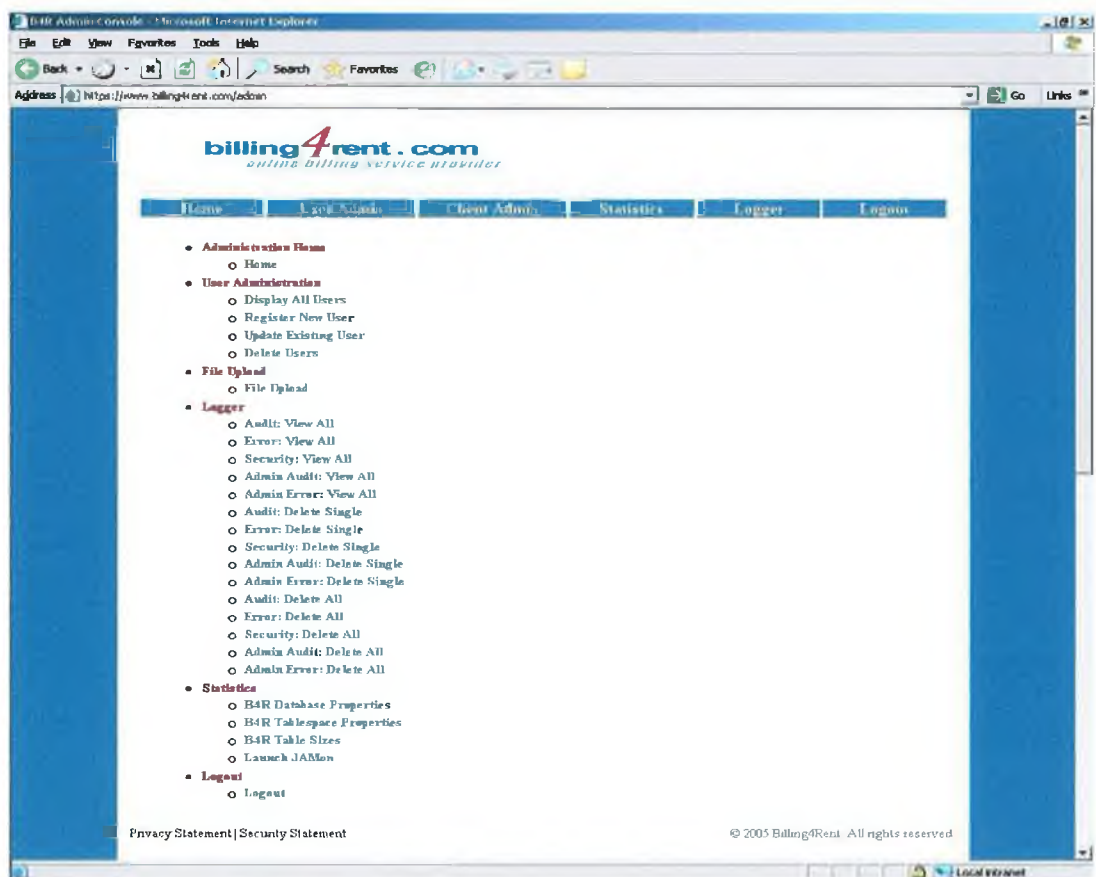 B4R Admin console - Microsoft Internet Explorer
File Edit View Favorites Tools Help
Back Search Favorites
Address https://www.billing4rent.com/admin Go Links
billing4rent.com
online billing service provider
Home User Admin Client Admin Statistics Logger Logout
Administration Home
Home
User Administration
Display All Users
Register New User
Update Existing User
Delete Users
File Upload
File Upload
Logger
Audit: View All
Error: View All
Security: View All
Admin Audit: View All
Admin Error: View All
Audit: Delete Single
Error: Delete Single
Security: Delete Single
Admin Audit: Delete Single
Admin Error: Delete Single
Audit: Delete All
Error: Delete All
Security: Delete All
Admin Audit: Delete All
Admin Error: Delete All
Statistics
B4R Database Properties
B4R Tablespace Properties
B4R Table Sizes
Launch JAMon
Logout
Logout
Privacy Statement | Security Statement © 2005 Billing4Rent. All rights reserved
Local intranet